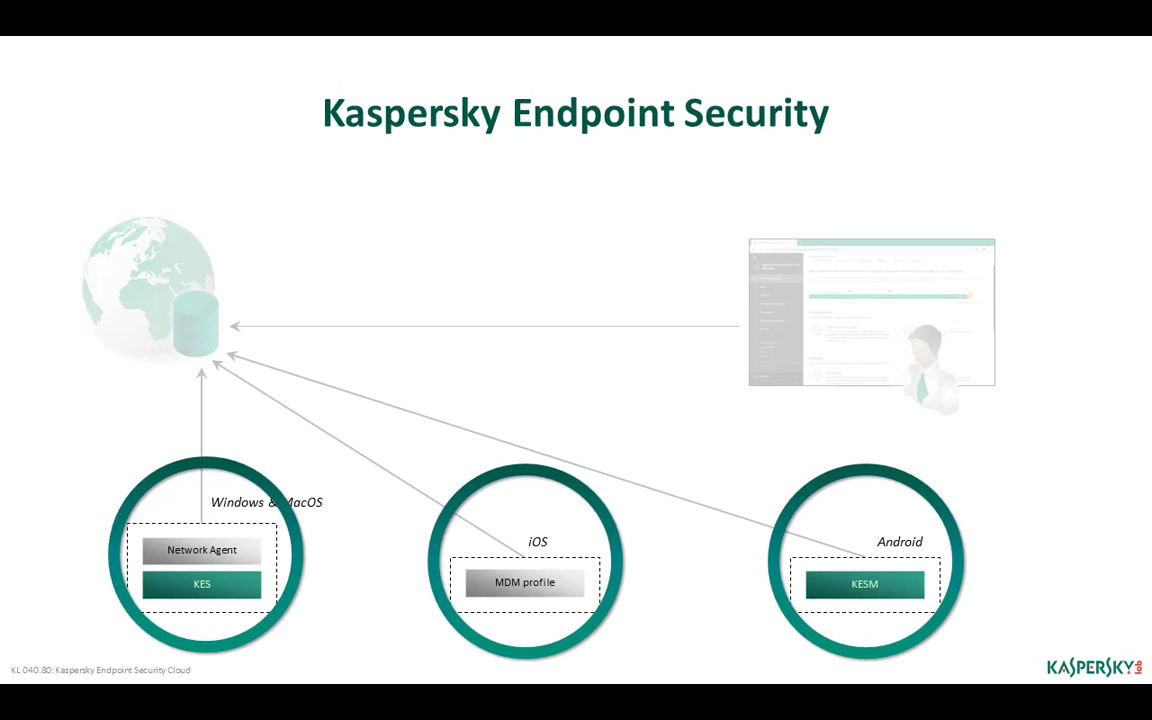 Kaspersky Endpoint Security
Windows & MacOS
Network Agent
KES
iOS
MDM profile
Android
KESM
KL 040.80: Kaspersky Endpoint Security Cloud
KASPERSKY lab